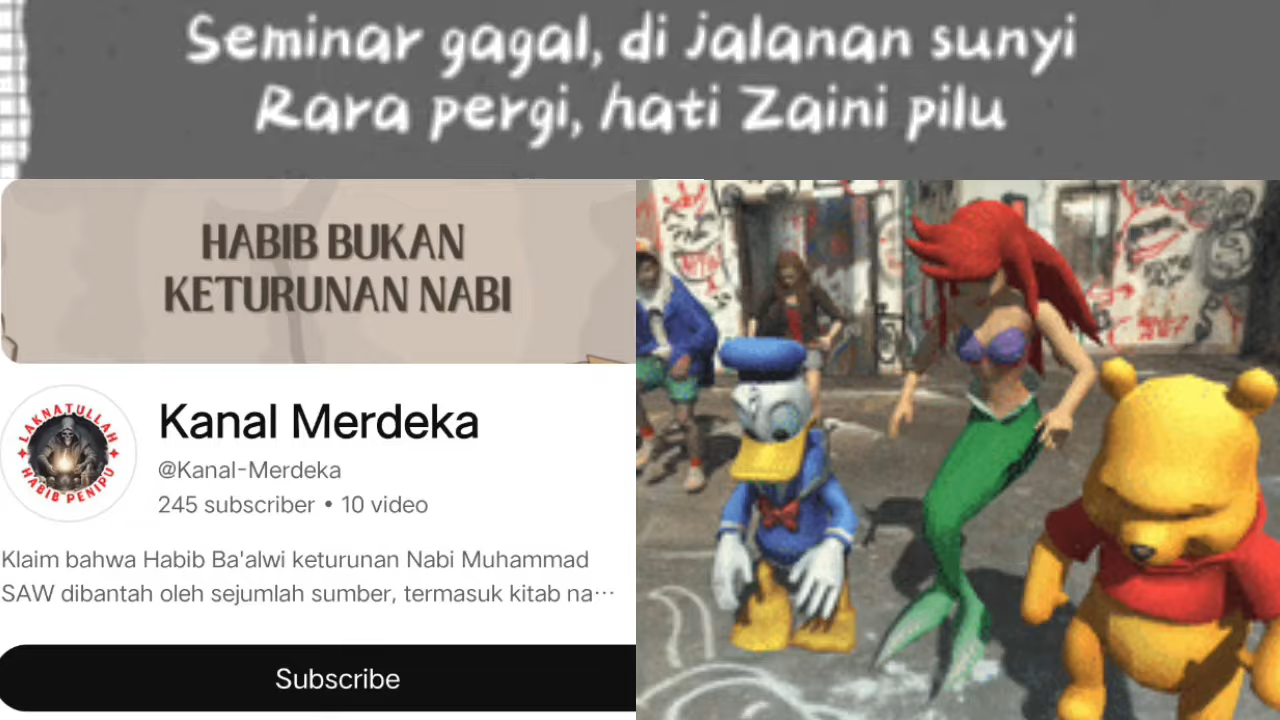 Seminar gagal, di jalanan sunyi
Rara pergi, hati Zaini pilu
HABIB BUKAN
KETURUNAN NABI
LAKNATULLAH
HABIB PENIPU
Kanal Merdeka
@Kanal-Merdeka
245 subscriber • 10 video
Klaim bahwa Habib Ba'alwi keturunan Nabi Muhammad
SAW dibantah oleh sejumlah sumber, termasuk kitab na...
Subscribe